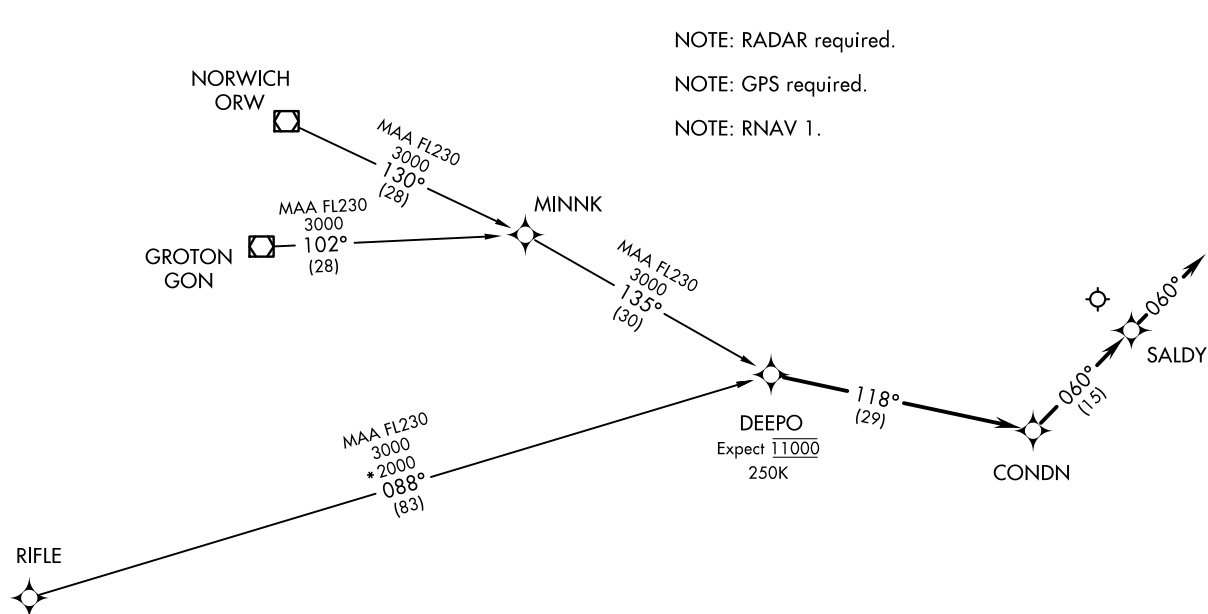 NOTE: RADAR required.
NOTE: GPS required.
NOTE: RNAV 1.
NORWICH
ORW
MAA FL230
3000
130°
(28)
MAA FL230
3000
102°
(28)
GROTON
GON
MINNK
MAA FL230
3000
135°
(30)
060°
SALDY
060°
(15)
118°
(29)
DEEPO
Expect 11000
250K
CONDN
MAA FL230
3000
*2000
088°
(83)
RIFLE